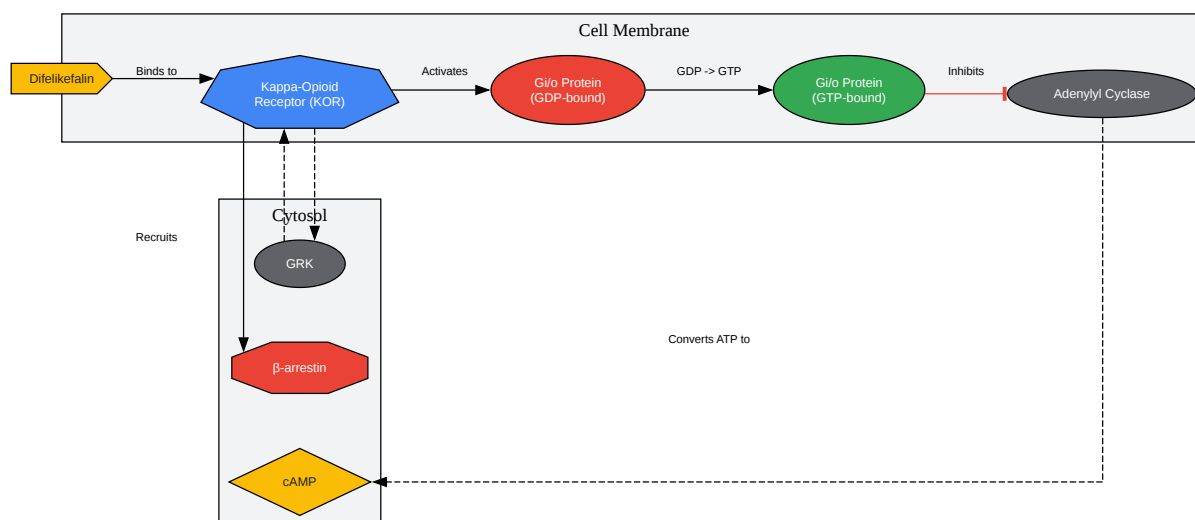 Cell Membrane
Difelikefalin
Binds to
Kappa-Opioid
Receptor (KOR)
Activates
Gi/o Protein
(GDP-bound)
GDP -> GTP
Gi/o Protein
(GTP-bound)
Inhibits
Adenylyl Cyclase
Cytosol
Recruits
GRK
Converts ATP to
β-arrestin
cAMP